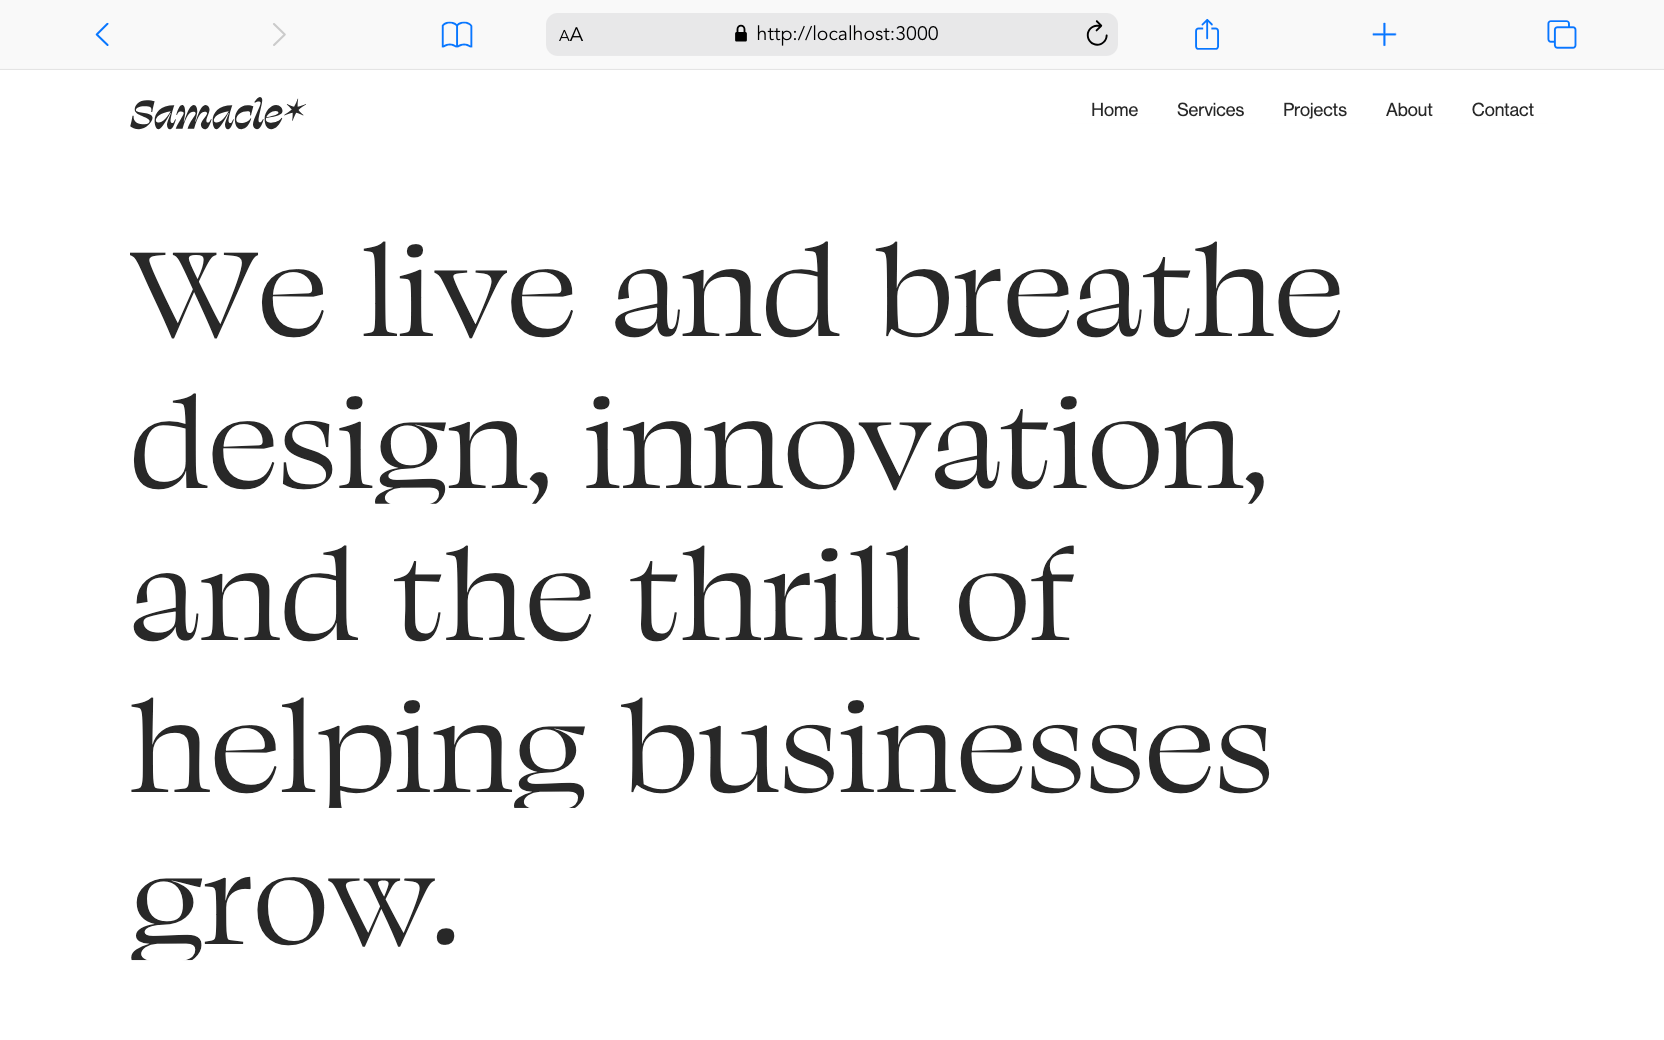 AA http://localhost:3000
Samacle* Home Services Projects About Contact
We live and breathe
design, innovation,
and the thrill of
helping businesses
grow.